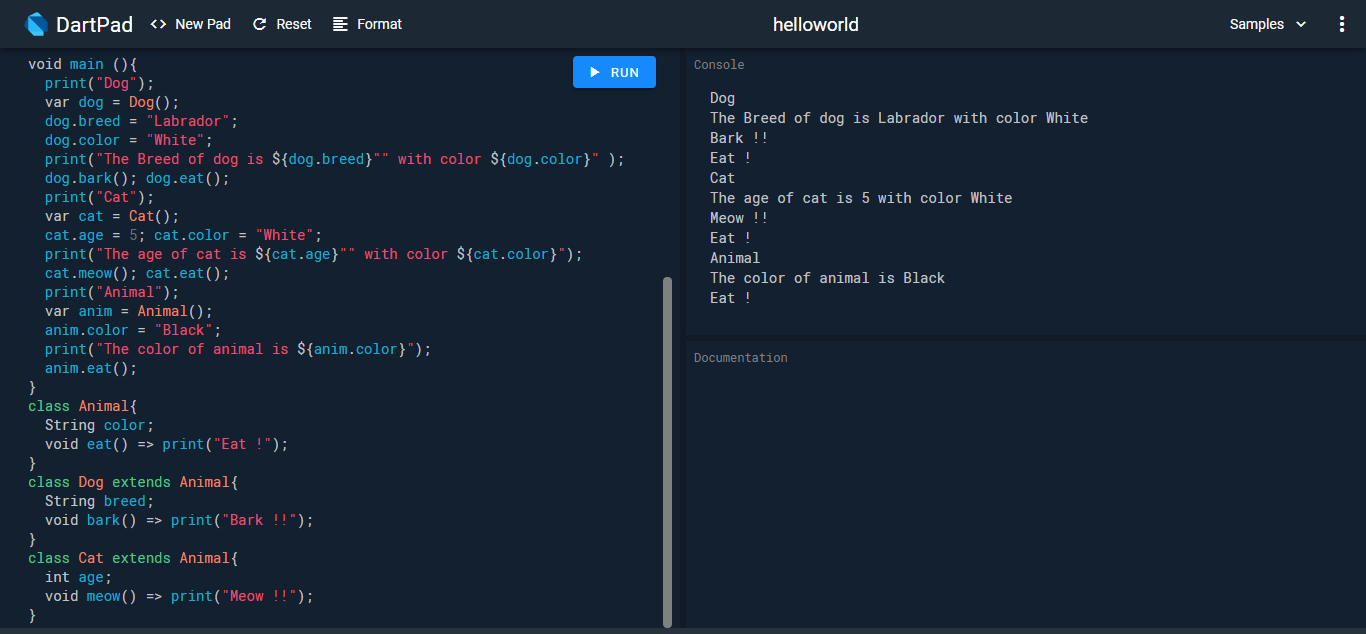 DartPad <> New Pad Reset Format helloworld Samples
void main (){
  print("Dog");
  var dog = Dog();
  dog.breed = "Labrador";
  dog.color = "White";
  print("The Breed of dog is ${dog.breed}"" with color ${dog.color}" );
  dog.bark(); dog.eat();
  print("Cat");
  var cat = Cat();
  cat.age = 5; cat.color = "White";
  print("The age of cat is ${cat.age}"" with color ${cat.color}");
  cat.meow(); cat.eat();
  print("Animal");
  var anim = Animal();
  anim.color = "Black";
  print("The color of animal is ${anim.color}");
  anim.eat();
}
class Animal{
  String color;
  void eat() => print("Eat !");
}
class Dog extends Animal{
  String breed;
  void bark() => print("Bark !!");
}
class Cat extends Animal{
  int age;
  void meow() => print("Meow !!");
}
RUN
Console
Dog
The Breed of dog is Labrador with color White
Bark !!
Eat !
Cat
The age of cat is 5 with color White
Meow !!
Eat !
Animal
The color of animal is Black
Eat !
Documentation